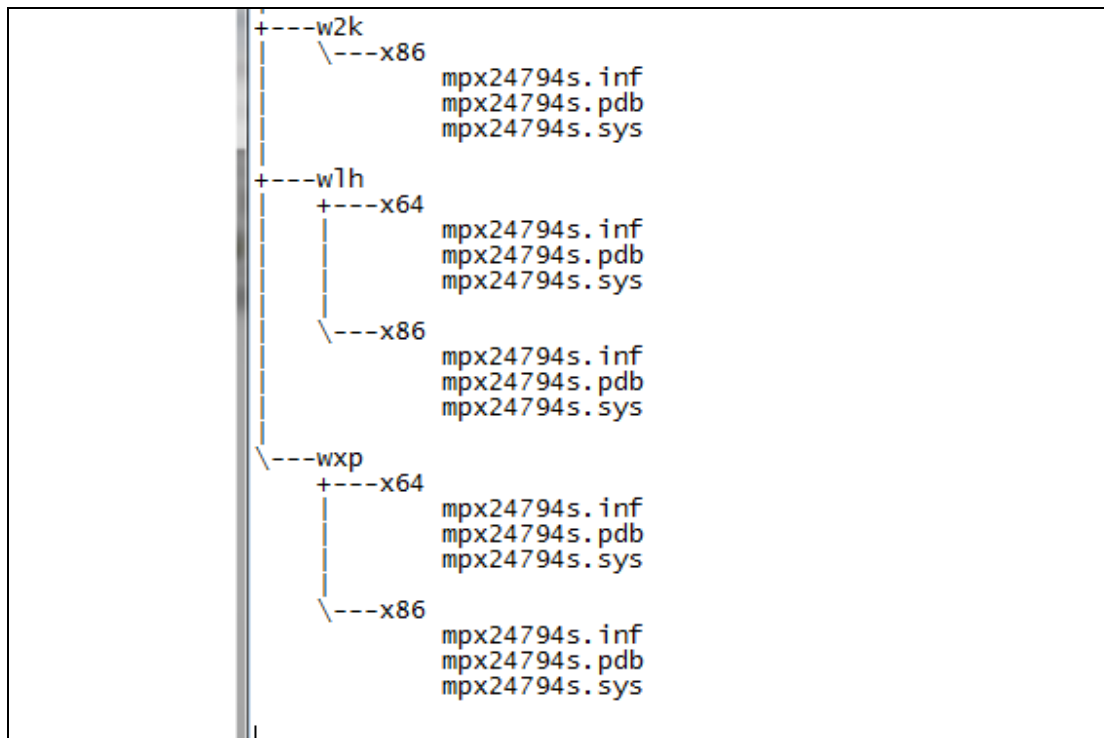 +---w2k
|   \---x86
|           mpx24794s.inf
|           mpx24794s.pdb
|           mpx24794s.sys
|
+---wlh
|   +---x64
|   |       mpx24794s.inf
|   |       mpx24794s.pdb
|   |       mpx24794s.sys
|   |
|   \---x86
|           mpx24794s.inf
|           mpx24794s.pdb
|           mpx24794s.sys
|
\---wxp
    +---x64
    |       mpx24794s.inf
    |       mpx24794s.pdb
    |       mpx24794s.sys
    |
    \---x86
            mpx24794s.inf
            mpx24794s.pdb
            mpx24794s.sys